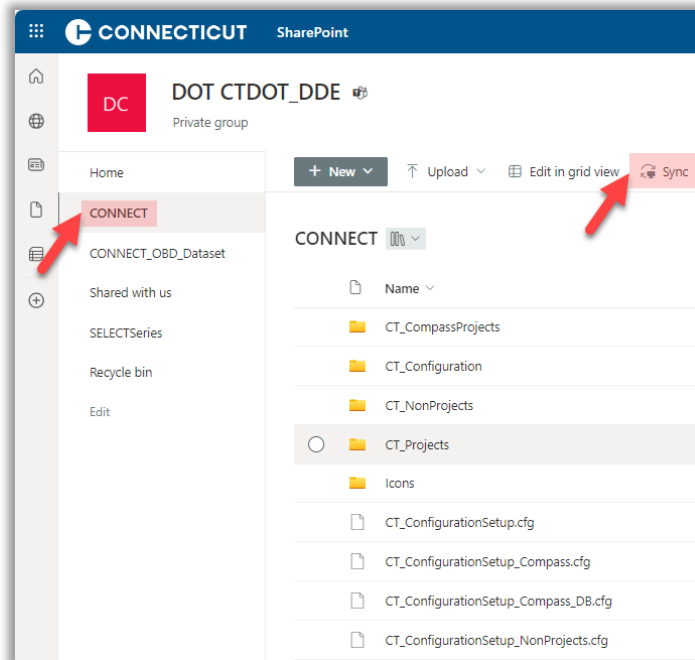 CONNECTICUT SharePoint
DC
DOT CTDOT_DDE
Private group
Home
CONNECT
CONNECT_OBD_Dataset
Shared with us
SELECTSeries
Recycle bin
Edit
+ New Upload Edit in grid view Sync
CONNECT
Name
CT_CompassProjects
CT_Configuration
CT_NonProjects
CT_Projects
Icons
CT_ConfigurationSetup.cfg
CT_ConfigurationSetup_Compass.cfg
CT_ConfigurationSetup_Compass_DB.cfg
CT_ConfigurationSetup_NonProjects.cfg